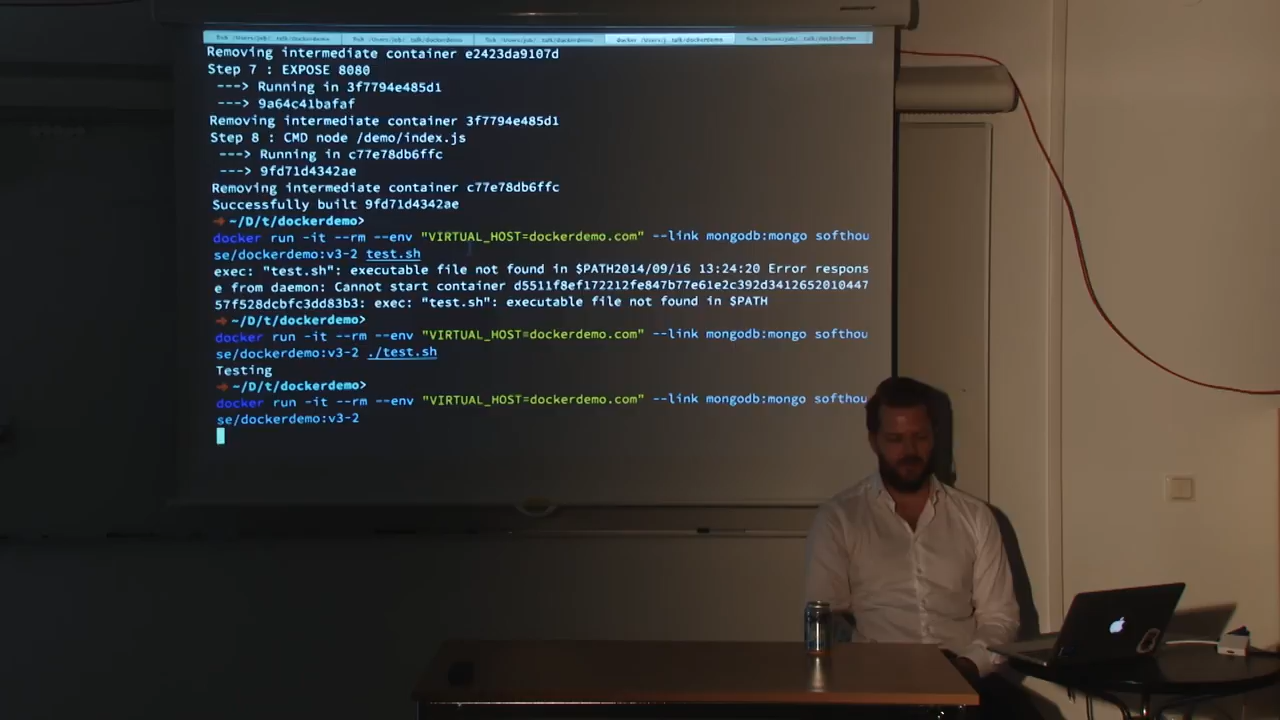 Removing intermediate container e2423da9107d
Step 7 : EXPOSE 8080
---> Running in 3f7794e485d1
---> 9a64c41bafaf
Removing intermediate container 3f7794e485d1
Step 8 : CMD node /demo/index.js
---> Running in c77e78db6ffc
---> 9fd71d4342ae
Removing intermediate container c77e78db6ffc
Successfully built 9fd71d4342ae
➜ ~/D/t/dockerdemo>
docker run -it --rm --env "VIRTUAL_HOST=dockerdemo.com" --link mongodb:mongo softhou
se/dockerdemo:v3-2 test.sh
exec: "test.sh": executable file not found in $PATH2014/09/16 13:24:20 Error respons
e from daemon: Cannot start container d5511f8ef172212fe847b77e61e2c392d3412652010447
57f528dcbfc3dd83b3: exec: "test.sh": executable file not found in $PATH
➜ ~/D/t/dockerdemo>
docker run -it --rm --env "VIRTUAL_HOST=dockerdemo.com" --link mongodb:mongo softhou
se/dockerdemo:v3-2 ./test.sh
Testing
➜ ~/D/t/dockerdemo>
docker run -it --rm --env "VIRTUAL_HOST=dockerdemo.com" --link mongodb:mongo softhou
se/dockerdemo:v3-2